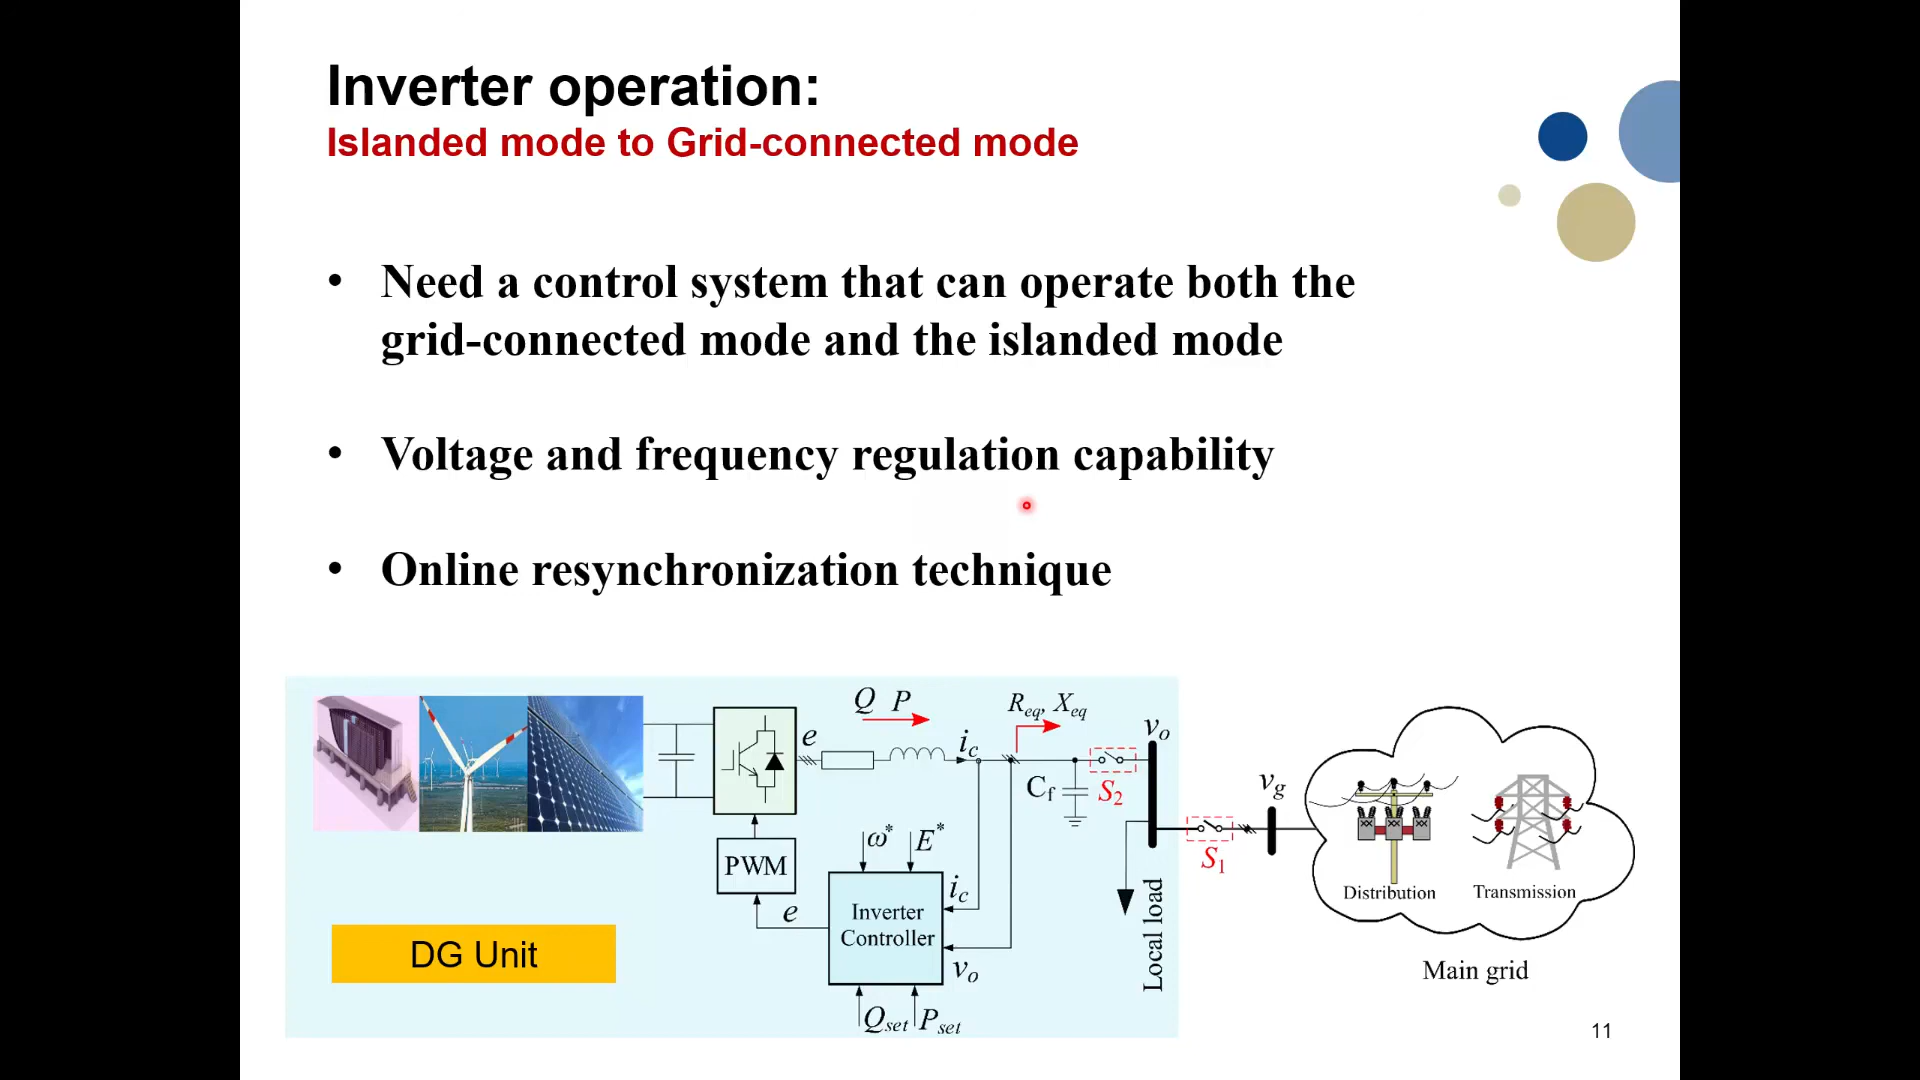 Inverter operation:
Islanded mode to Grid-connected mode
• Need a control system that can operate both the
grid-connected mode and the islanded mode
• Voltage and frequency regulation capability
• Online resynchronization technique
Q P
Req, Xeq
e
ic
vo
Cf
S2
vg
S1
ω* E*
PWM
ic
e
Inverter
Controller
vo
Local load
Distribution
Transmission
DG Unit
Main grid
Qset Pset
11